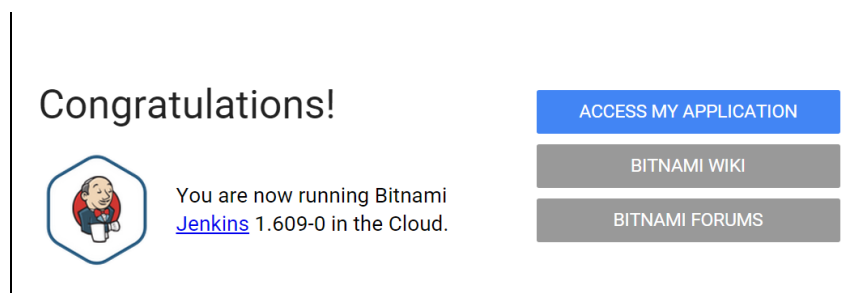 Congratulations!
You are now running Bitnami
Jenkins 1.609-0 in the Cloud.
ACCESS MY APPLICATION
BITNAMI WIKI
BITNAMI FORUMS